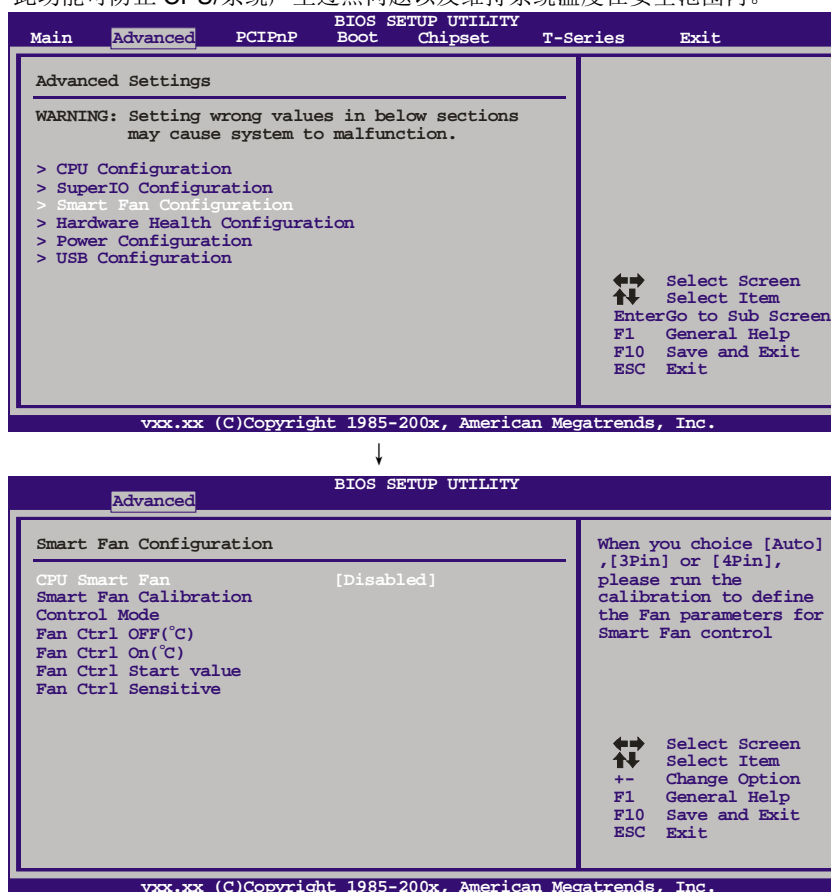 此功能可防止 CPU/系统产生过热问题以及维持系统温度在安全范围内。
BIOS SETUP UTILITY
Main Advanced PCIPnP Boot Chipset T-Series Exit
Advanced Settings
WARNING: Setting wrong values in below sections
may cause system to malfunction.
> CPU Configuration
> SuperIO Configuration
> Smart Fan Configuration
> Hardware Health Configuration
> Power Configuration
> USB Configuration
Select Screen
Select Item
EnterGo to Sub Screen
F1 General Help
F10 Save and Exit
ESC Exit
vxx.xx (C)Copyright 1985-200x, American Megatrends, Inc.
↓
BIOS SETUP UTILITY
Advanced
Smart Fan Configuration
CPU Smart Fan [Disabled]
Smart Fan Calibration
Control Mode
Fan Ctrl OFF(℃)
Fan Ctrl On(℃)
Fan Ctrl Start value
Fan Ctrl Sensitive
When you choice [Auto]
,[3Pin] or [4Pin],
please run the
calibration to define
the Fan parameters for
Smart Fan control
Select Screen
Select Item
+- Change Option
F1 General Help
F10 Save and Exit
ESC Exit
vxx.xx (C)Copyright 1985-200x, American Megatrends, Inc.